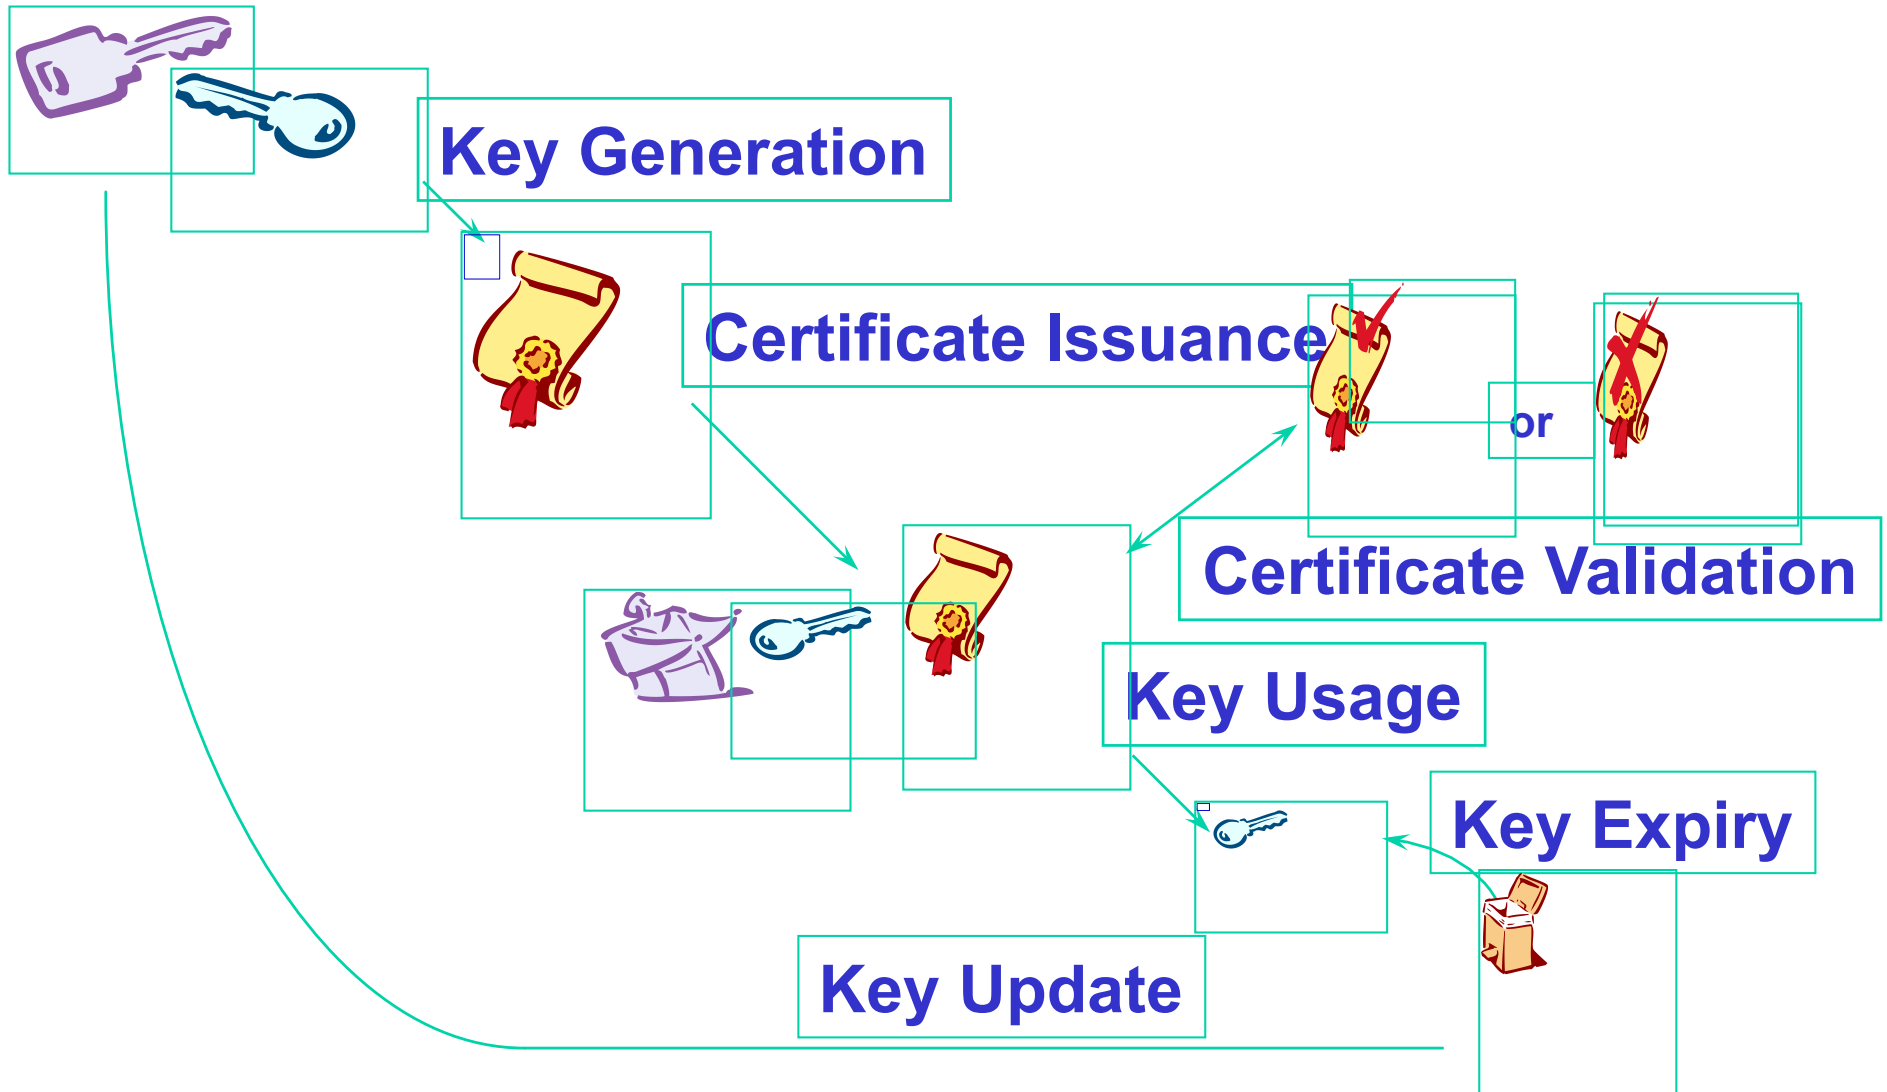 Key Generation
Certificate Issuance
or
Certificate Validation
Key Usage
Key Expiry
Key Update